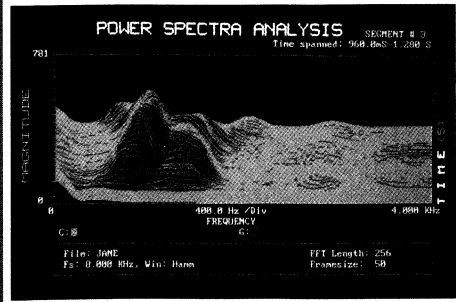 POWER SPECTRA ANALYSIS SEGMENT # 3
Time spanned: 960.0mS-1.280 S
781
MAGNITUDE
TIME (S)
0
0 400.0 Hz /Div 4.000 kHz
FREQUENCY
C: G:
File: JANE FFT Length: 256
Fs: 8.000 KHz, Win: Hamm Framesize: 50